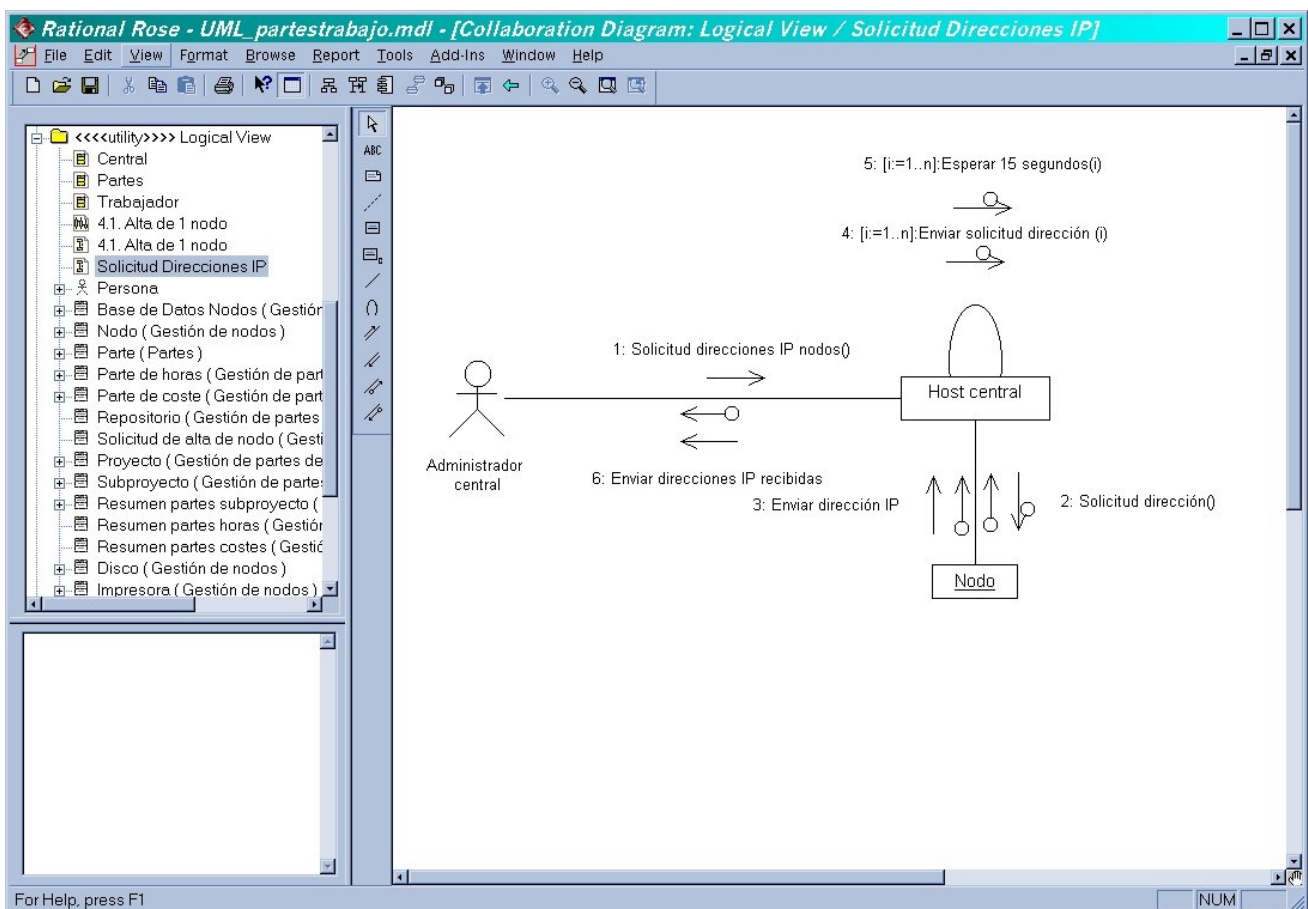 Rational Rose - UML_partestrabajo.mdl - [Collaboration Diagram: Logical View / Solicitud Direcciones IP]
File Edit View Format Browse Report Tools Add-Ins Window Help
<<<<utility>>>> Logical View
Central
Partes
Trabajador
4.1. Alta de 1 nodo
4.1. Alta de 1 nodo
Solicitud Direcciones IP
Persona
Base de Datos Nodos ( Gestión
Nodo ( Gestión de nodos )
Parte ( Partes )
Parte de horas ( Gestión de part
Parte de coste ( Gestión de part
Repositorio ( Gestión de partes
Solicitud de alta de nodo ( Gesti
Proyecto ( Gestión de partes de
Subproyecto ( Gestión de partes
Resumen partes subproyecto (
Resumen partes horas ( Gestión
Resumen partes costes ( Gestió
Disco ( Gestión de nodos )
Impresora ( Gestión de nodos )
ABC
5: [i:=1..n]:Esperar 15 segundos(i)
4: [i:=1..n]:Enviar solicitud dirección (i)
1: Solicitud direcciones IP nodos()
Host central
Administrador
central
6: Enviar direcciones IP recibidas
3: Enviar dirección IP
2: Solicitud dirección()
Nodo
For Help, press F1
NUM